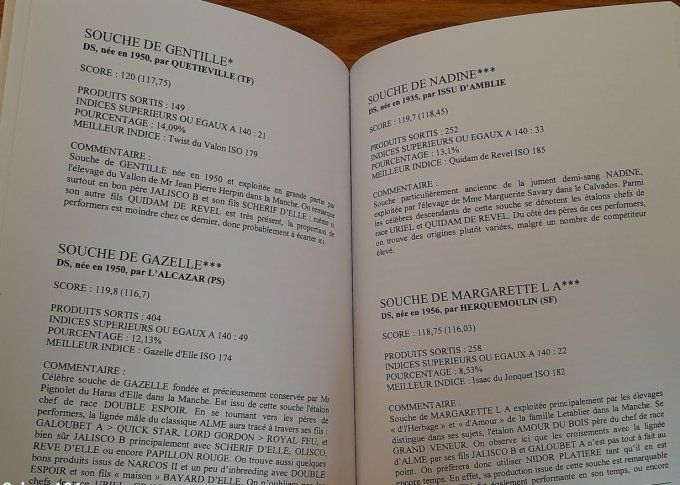 SOUCHE DE GENTILLE*
DS, née en 1950, par QUETIEVILLE (TF)
SCORE : 120 (117,75)
PRODUITS SORTIS : 149
INDICES SUPERIEURS OU EGAUX A 140 : 21
POURCENTAGE : 14,09%
MEILLEUR INDICE : Twist du Valon ISO 179
COMMENTAIRE :
Souche de GENTILLE née en 1950 et exploitée en grande partie par
l'élevage du Vallon de Mr Jean Pierre Herpin dans la Manche. On remarque
surtout en bon père JALISCO B et son fils SCHERIF D'ELLE ; même si
son autre fils QUIDAM DE REVEL est très présent, la proportion de
performers est moindre chez ce dernier, donc probablement à écarter ici.
SOUCHE DE GAZELLE***
DS, née en 1950, par L'ALCAZAR (PS)
SCORE : 119,8 (116,7)
PRODUITS SORTIS : 404
INDICES SUPERIEURS OU EGAUX A 140 : 49
POURCENTAGE : 12,13%
MEILLEUR INDICE : Gazelle d'Elle ISO 174
COMMENTAIRE :
Célèbre souche de GAZELLE fondée et précieusement conservée par Mr
Pignolet du Haras d'Elle dans la Manche. Est issu de cette souche l'étalon
chef de race DOUBLE ESPOIR. En se tournant vers les pères de
performers, la lignée mâle du classique ALME aura tracé à travers ses fils :
GALOUBET A > QUICK STAR, LORD GORDON > ROYAL FEU, et
bien sûr JALISCO B principalement avec SCHERIF D'ELLE, OLISCO,
REVE D'ELLE ou encore PAPILLON ROUGE. On trouve aussi quelques
bons produits issus de NARCOS II et un peu d'inbreeding avec DOUBLE
ESPOIR et son fils « maison » BAYARD D'ELLE. On n'oubliera pas les
SOUCHE DE NADINE***
DS, née en 1935, par ISSU D'AMBLIE
SCORE : 119,7 (118,45)
PRODUITS SORTIS : 252
INDICES SUPERIEURS OU EGAUX A 140 : 33
POURCENTAGE : 13,1%
MEILLEUR INDICE : Quidam de Revel ISO 185
COMMENTAIRE :
Souche particulièrement ancienne de la jument demi-sang NADINE,
exploitée par l'élevage de Mme Marguerite Savary dans le Calvados. Parmi
les célèbres descendants de cette souche se dénotent les étalons chefs de
race URIEL et QUIDAM DE REVEL. Du côté des pères de ces performers,
on trouve des origines plutôt variées, malgré un nombre de compétiteur
élevé.
SOUCHE DE MARGARETTE L A***
DS, née en 1956, par HERQUEMOULIN (SF)
SCORE : 118,75 (116,03)
PRODUITS SORTIS : 258
INDICES SUPERIEURS OU EGAUX A 140 : 22
POURCENTAGE : 8,53%
MEILLEUR INDICE : Isaac du Jonquet ISO 182
COMMENTAIRE :
Souche de MARGARETTE L A exploitée principalement par les élevages
« d'Herbage » et « d'Amour » de la famille Letablier dans la Manche. Se
distingue dans ses sujets, l'étalon AMOUR DU BOIS père du chef de race
GRAND VENEUR. On observe ici que les croisements avec la lignée
d'ALME par ses fils JALISCO B et GALOUBET A n'est pas tout à fait au
point. On préférera donc utiliser NIDOR PLATIERE tant qu'il en est
encore temps. En effet, sa production issue de cette souche est remarquable